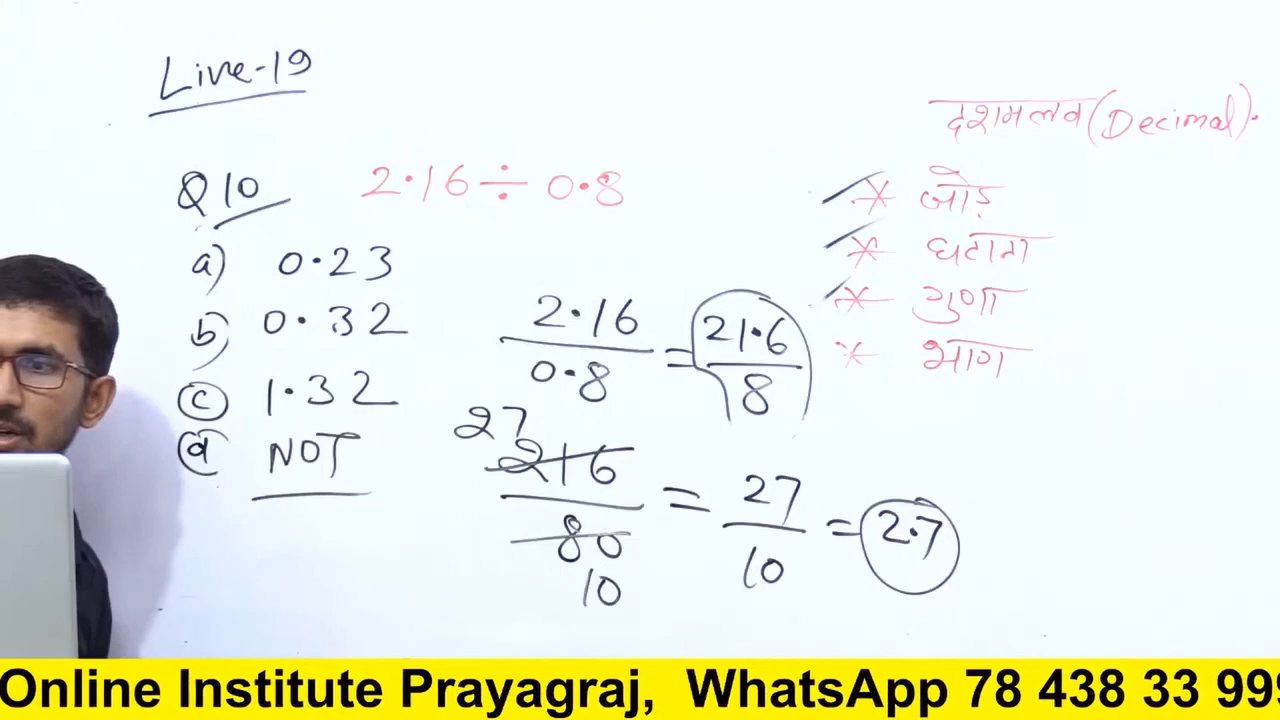 Live-19
दशमलव (Decimal).
Q10 2.16 ÷ 0.8
a) 0.23
b) 0.32
c) 1.32
d) NOT
* जोड़
* घटाना
* गुणा
* भाग
2.16/0.8 = 21.6/8
27
216/80 = 27/10 = 2.7
10
Online Institute Prayagraj, WhatsApp 78 438 33 999